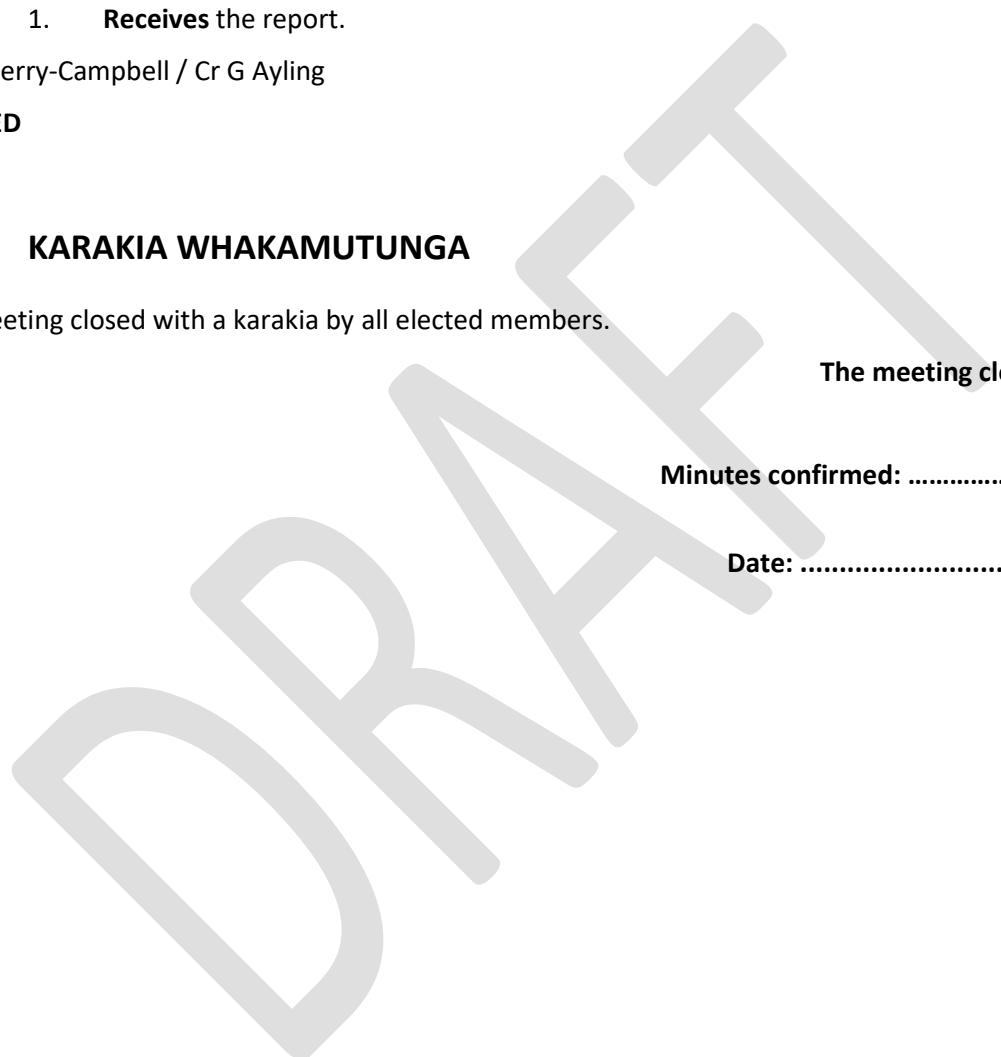 1. Receives the report.
erry-Campbell / Cr G Ayling
ED
KARAKIA WHAKAMUTUNGA
eeting closed with a karakia by all elected members.
The meeting clo
Minutes confirmed: ……………
Date: ..........................
DRAFT